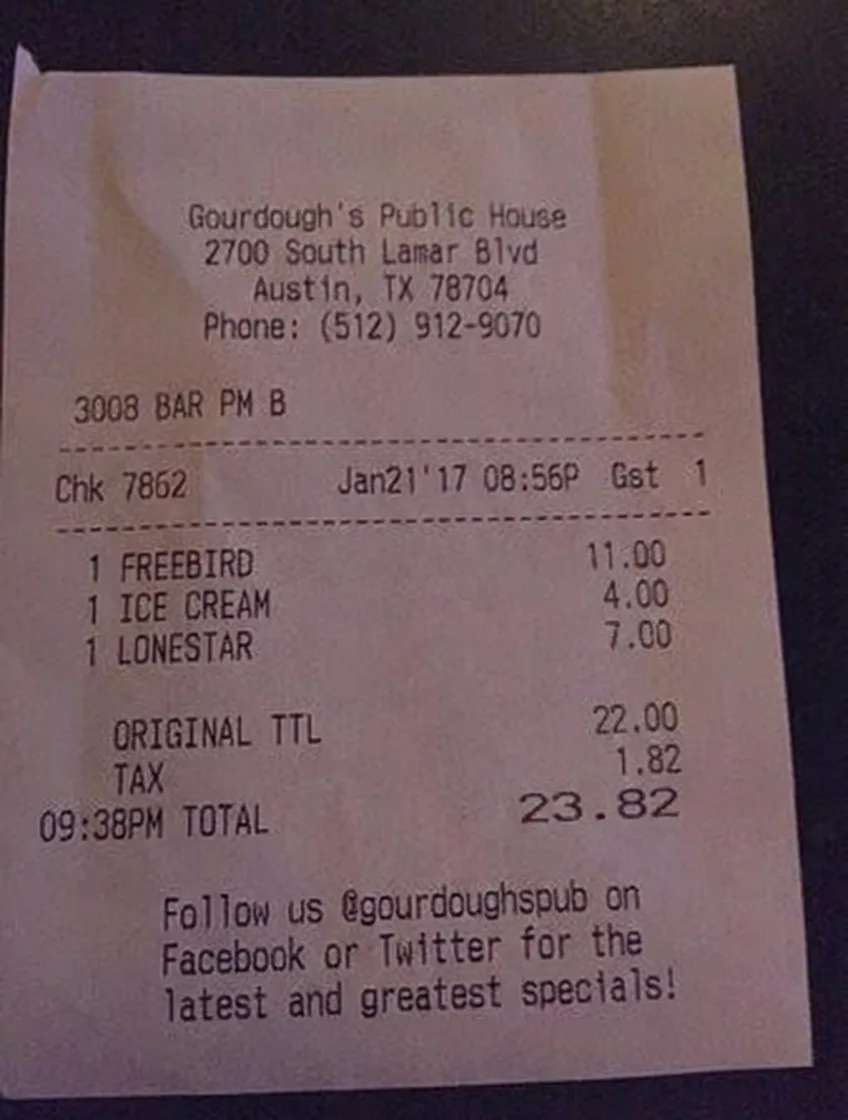 Gourdough's Public House
2700 South Lamar Blvd
Austin, TX 78704
Phone: (512) 912-9070
3008 BAR PM B
Chk 7862 Jan21'17 08:56P Gst 1
1 FREEBIRD 11.00
1 ICE CREAM 4.00
1 LONESTAR 7.00
ORIGINAL TTL 22.00
TAX 1.82
09:38PM TOTAL 23.82
Follow us @gourdoughspub on
Facebook or Twitter for the
latest and greatest specials!